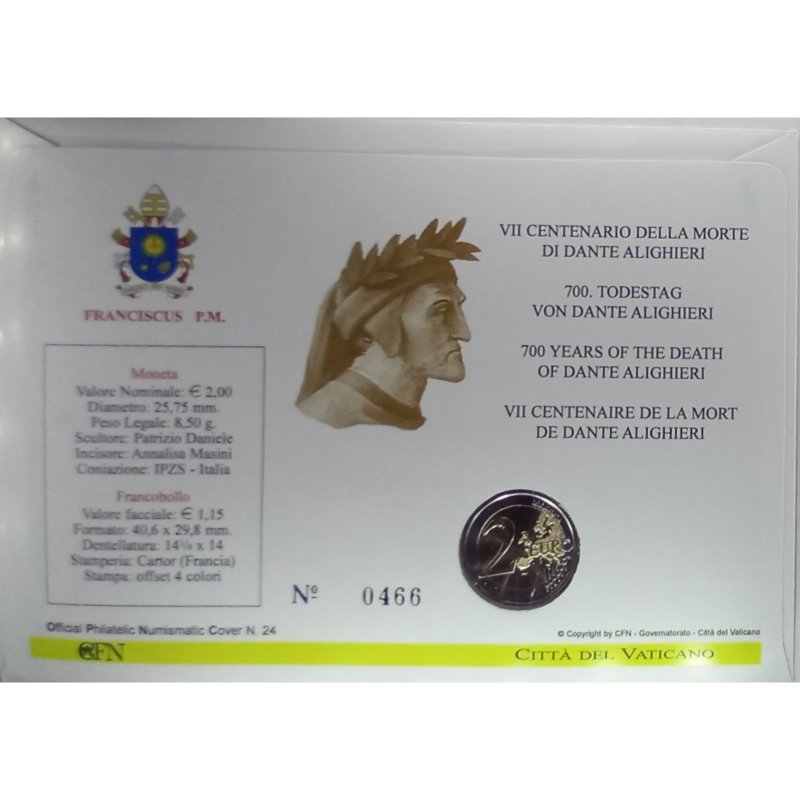 FRANCISCUS P.M.
Moneta
Valore Nominale: € 2,00
Diametro: 25,75 mm.
Peso Legale: 8,50 g.
Scultore: Patrizio Daniele
Incisore: Annalisa Masini
Coniazione: IPZS - Italia
Francobollo
Valore facciale: € 1,15
Formato: 40,6 x 29,8 mm.
Dentellatura: 14¼ x 14
Stamperia: Cartor (Francia)
Stampa: offset 4 colori
VII CENTENARIO DELLA MORTE
DI DANTE ALIGHIERI
700. TODESTAG
VON DANTE ALIGHIERI
700 YEARS OF THE DEATH
OF DANTE ALIGHIERI
VII CENTENAIRE DE LA MORT
DE DANTE ALIGHIERI
2 EURO
Nº 0466
Official Philatelic Numismatic Cover N. 24
© Copyright by CFN - Governatorato - Città del Vaticano
CFN
CITTÀ DEL VATICANO